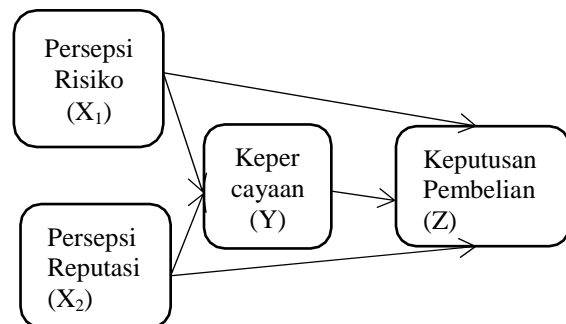 Persepsi
Risiko
(X₁)
Keper
cayaan
(Y)
Keputusan
Pembelian
(Z)
Persepsi
Reputasi
(X₂)